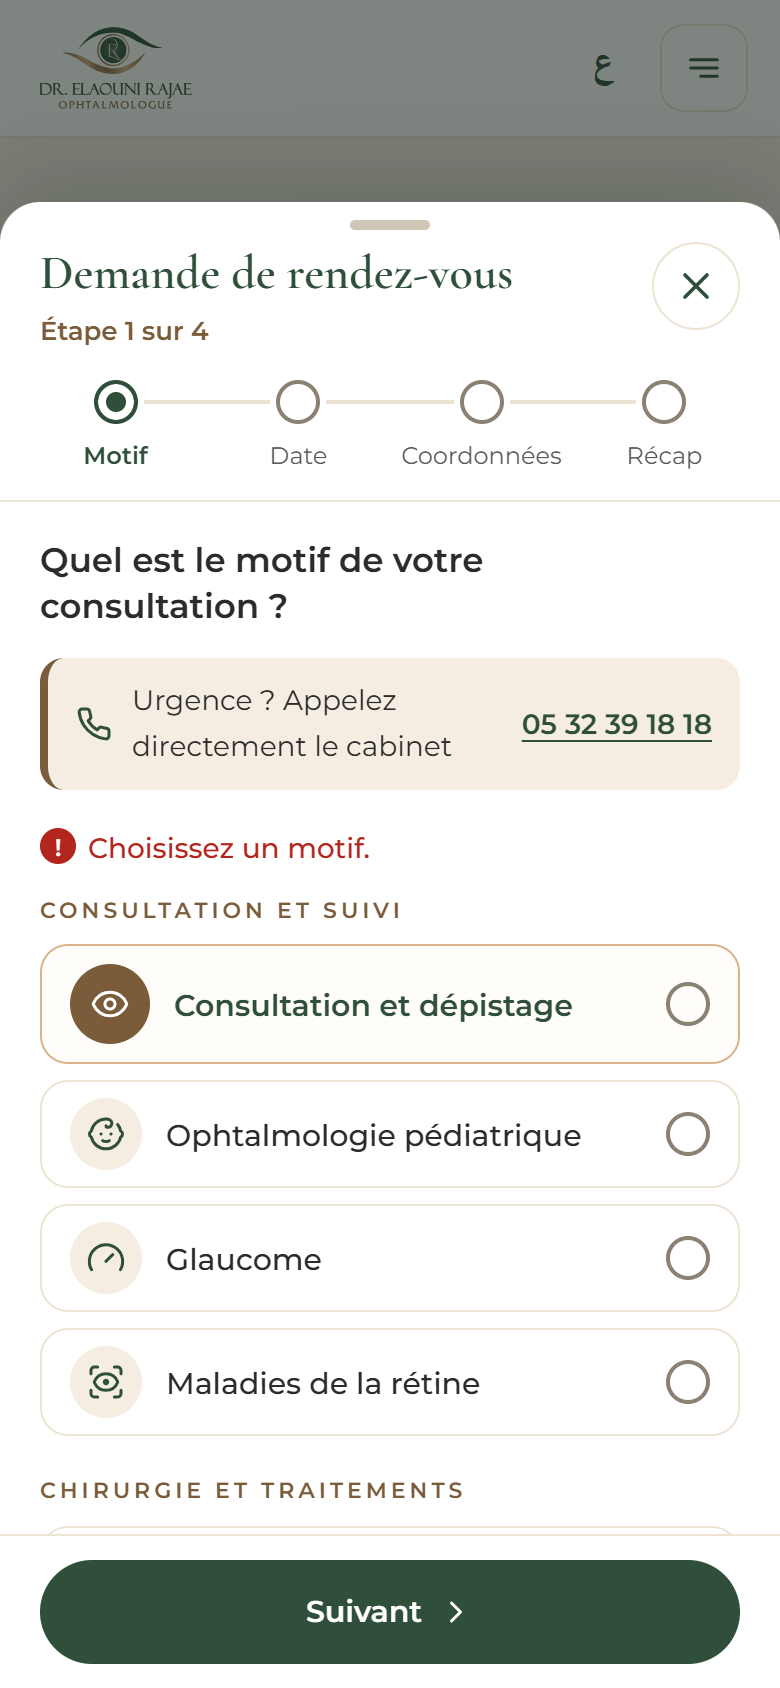 DR. ELAOUNI RAJAE
OPHTALMOLOGUE
ع
Demande de rendez-vous
Étape 1 sur 4
Motif
Date
Coordonnées
Récap
Quel est le motif de votre
consultation ?
Urgence ? Appelez
directement le cabinet
05 32 39 18 18
! Choisissez un motif.
CONSULTATION ET SUIVI
Consultation et dépistage
Ophtalmologie pédiatrique
Glaucome
Maladies de la rétine
CHIRURGIE ET TRAITEMENTS
Suivant